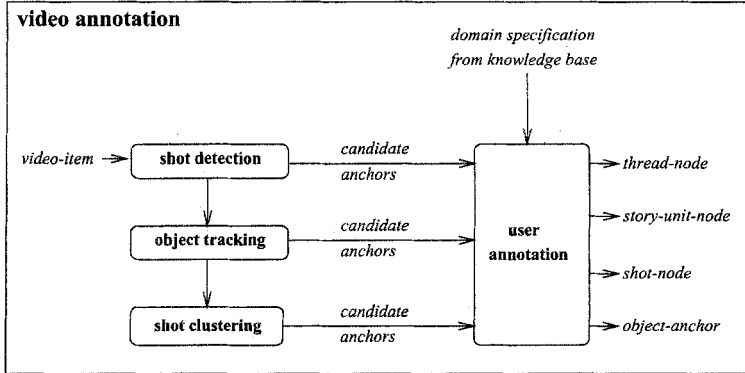 video annotation
domain specification
from knowledge base
video-item
shot detection
candidate
anchors
thread-node
object tracking
candidate
anchors
user
annotation
story-unit-node
shot-node
shot clustering
candidate
anchors
object-anchor